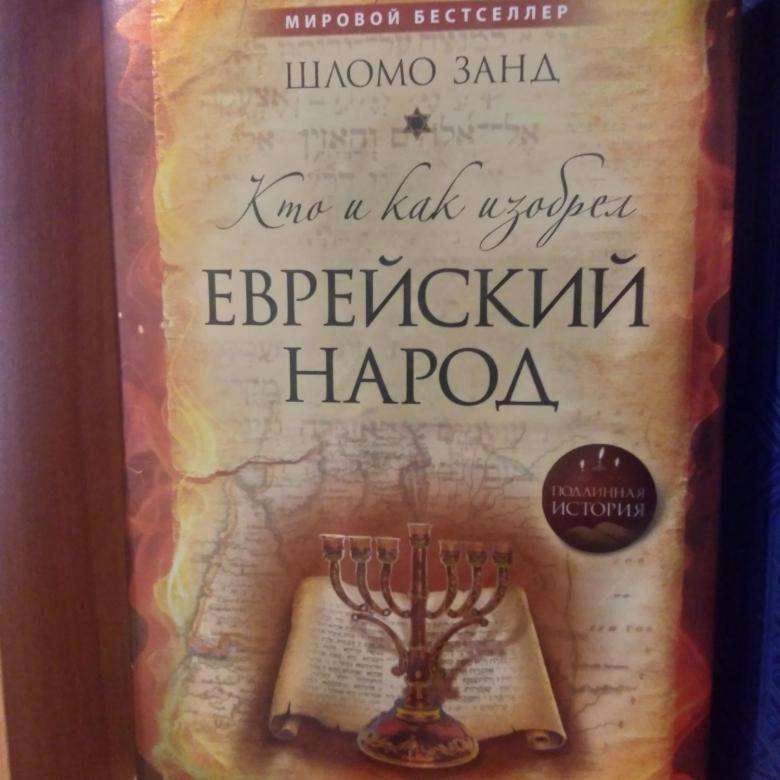 МИРОВОЙ БЕСТСЕЛЛЕР
ШЛОМО ЗАНД
Кто и как изобрел
ЕВРЕЙСКИЙ
НАРОД
ПОДЛИННАЯ
ИСТОРИЯ